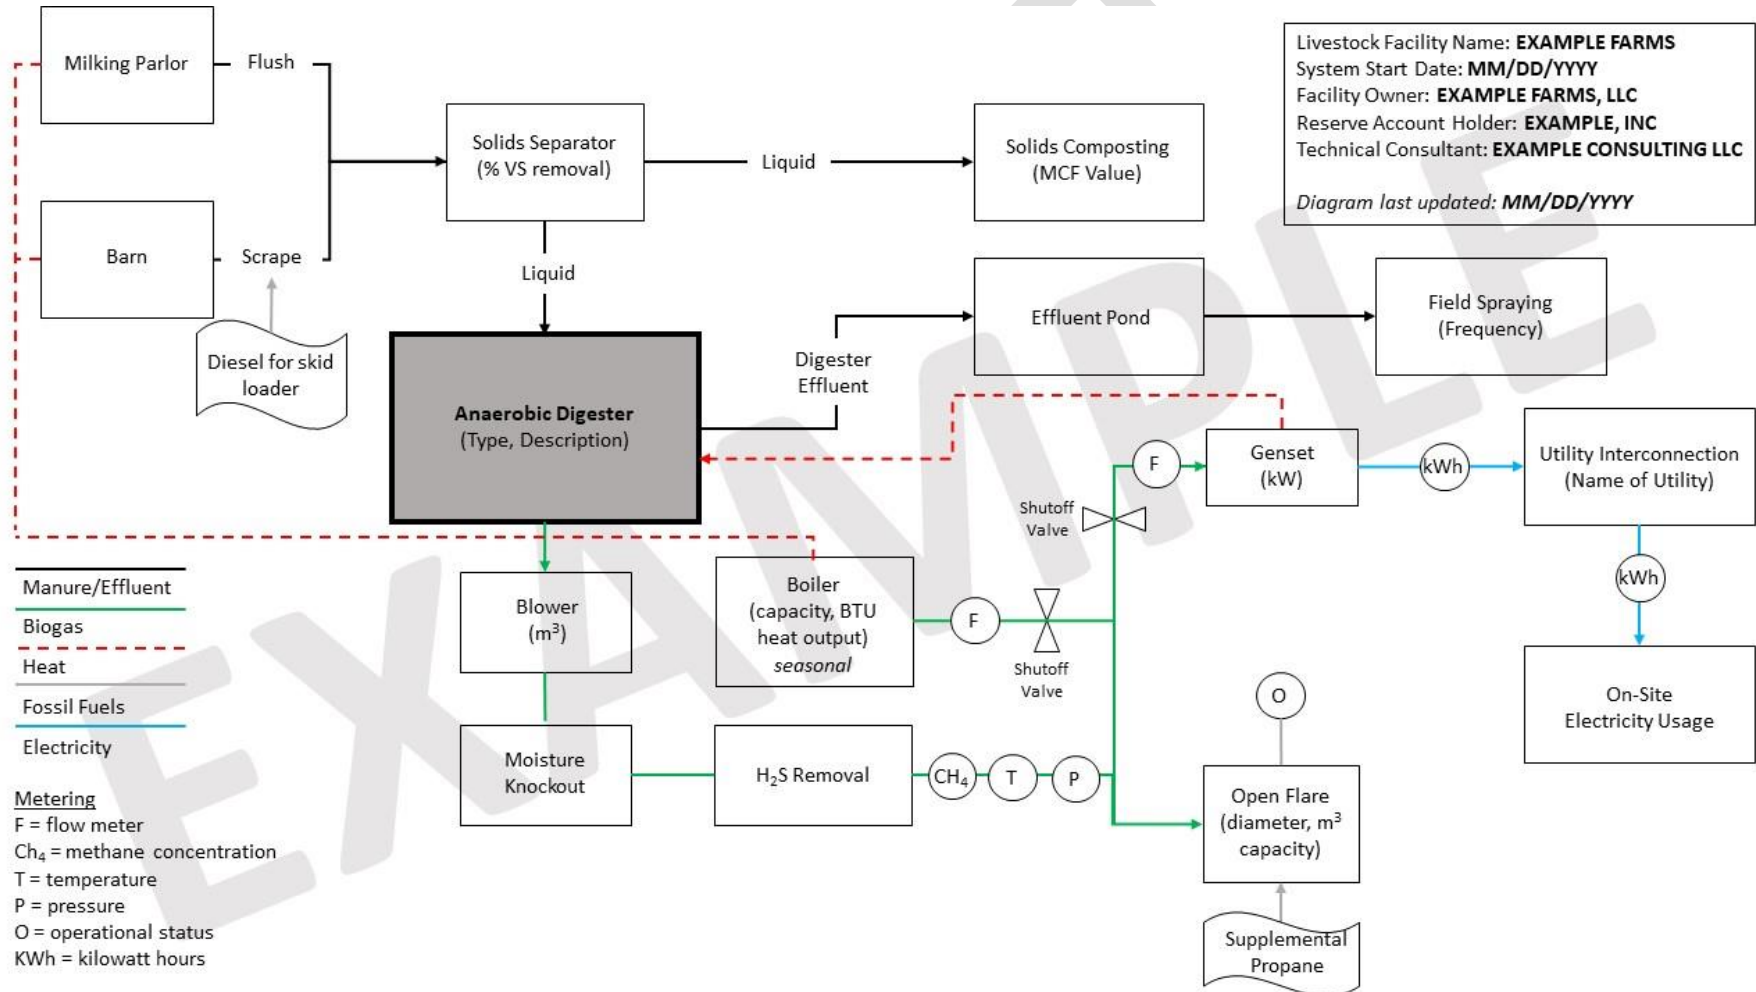 Milking Parlor
Flush
Solids Separator
(% VS removal)
Liquid
Solids Composting
(MCF Value)
Livestock Facility Name: EXAMPLE FARMS
System Start Date: MM/DD/YYYY
Facility Owner: EXAMPLE FARMS, LLC
Reserve Account Holder: EXAMPLE, INC
Technical Consultant: EXAMPLE CONSULTING LLC
Diagram last updated: MM/DD/YYYY
Barn
Scrape
Liquid
Diesel for skid
loader
Anaerobic Digester
(Type, Description)
Digester
Effluent
Effluent Pond
Field Spraying
(Frequency)
F
Genset
(kW)
kWh
Utility Interconnection
(Name of Utility)
Shutoff
Valve
kWh
On-Site
Electricity Usage
Blower
(m³)
Boiler
(capacity, BTU
heat output)
seasonal
F
Shutoff
Valve
Moisture
Knockout
H₂S Removal
CH₄
T
P
O
Open Flare
(diameter, m³
capacity)
Supplemental
Propane
Manure/Effluent
Biogas
Heat
Fossil Fuels
Electricity
Metering
F = flow meter
Ch₄ = methane concentration
T = temperature
P = pressure
O = operational status
KWh = kilowatt hours
EXAMPLE